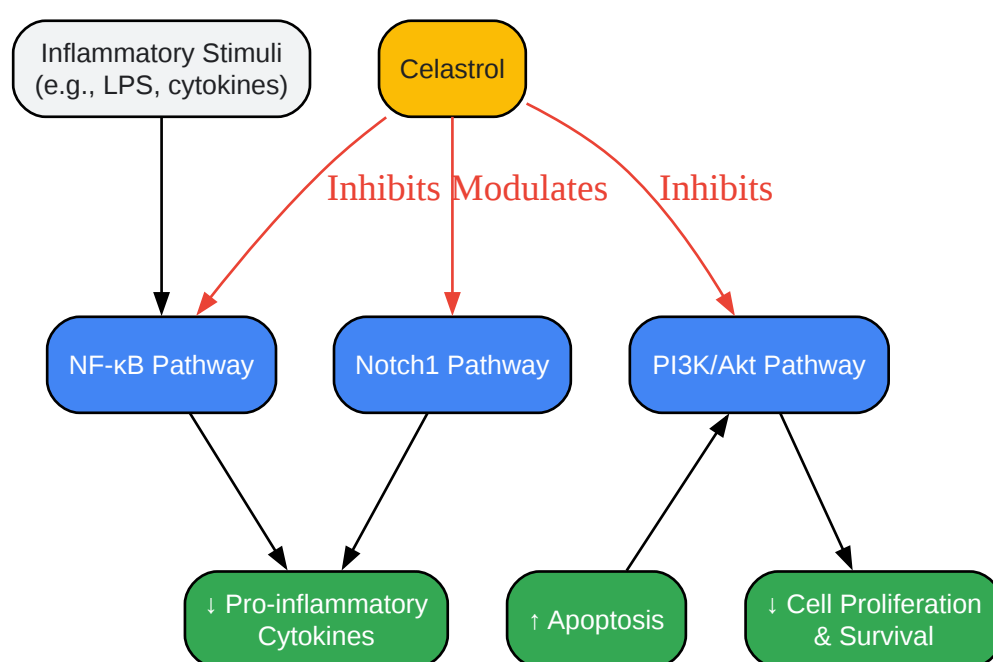 Inflammatory Stimuli
(e.g., LPS, cytokines)
Celastrol
Inhibits
Modulates
Inhibits
NF-κB Pathway
Notch1 Pathway
PI3K/Akt Pathway
↓ Pro-inflammatory
Cytokines
↑ Apoptosis
↓ Cell Proliferation
& Survival